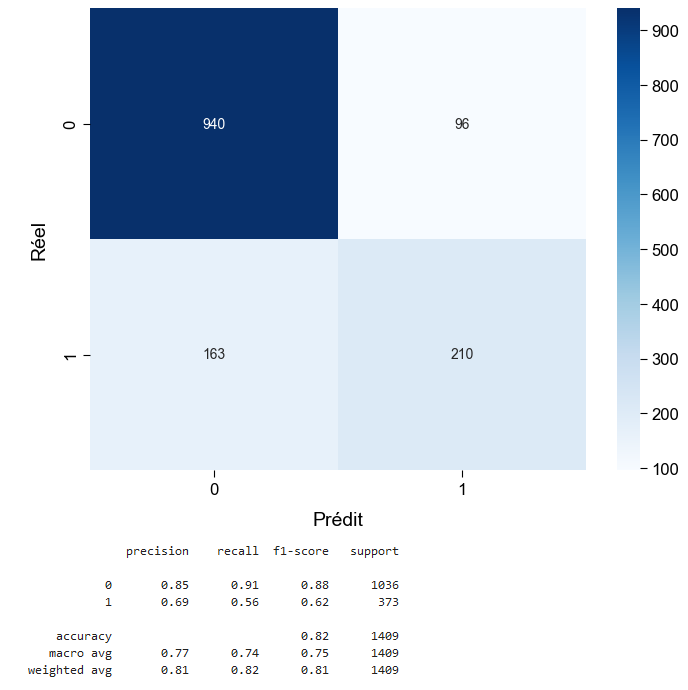 900
0 940 96
800
700
600
Réel
500
400
1 163 210
300
200
100
0 1
Prédit
precision recall f1-score support
0 0.85 0.91 0.88 1036
1 0.69 0.56 0.62 373
accuracy 0.82 1409
macro avg 0.77 0.74 0.75 1409
weighted avg 0.81 0.82 0.81 1409